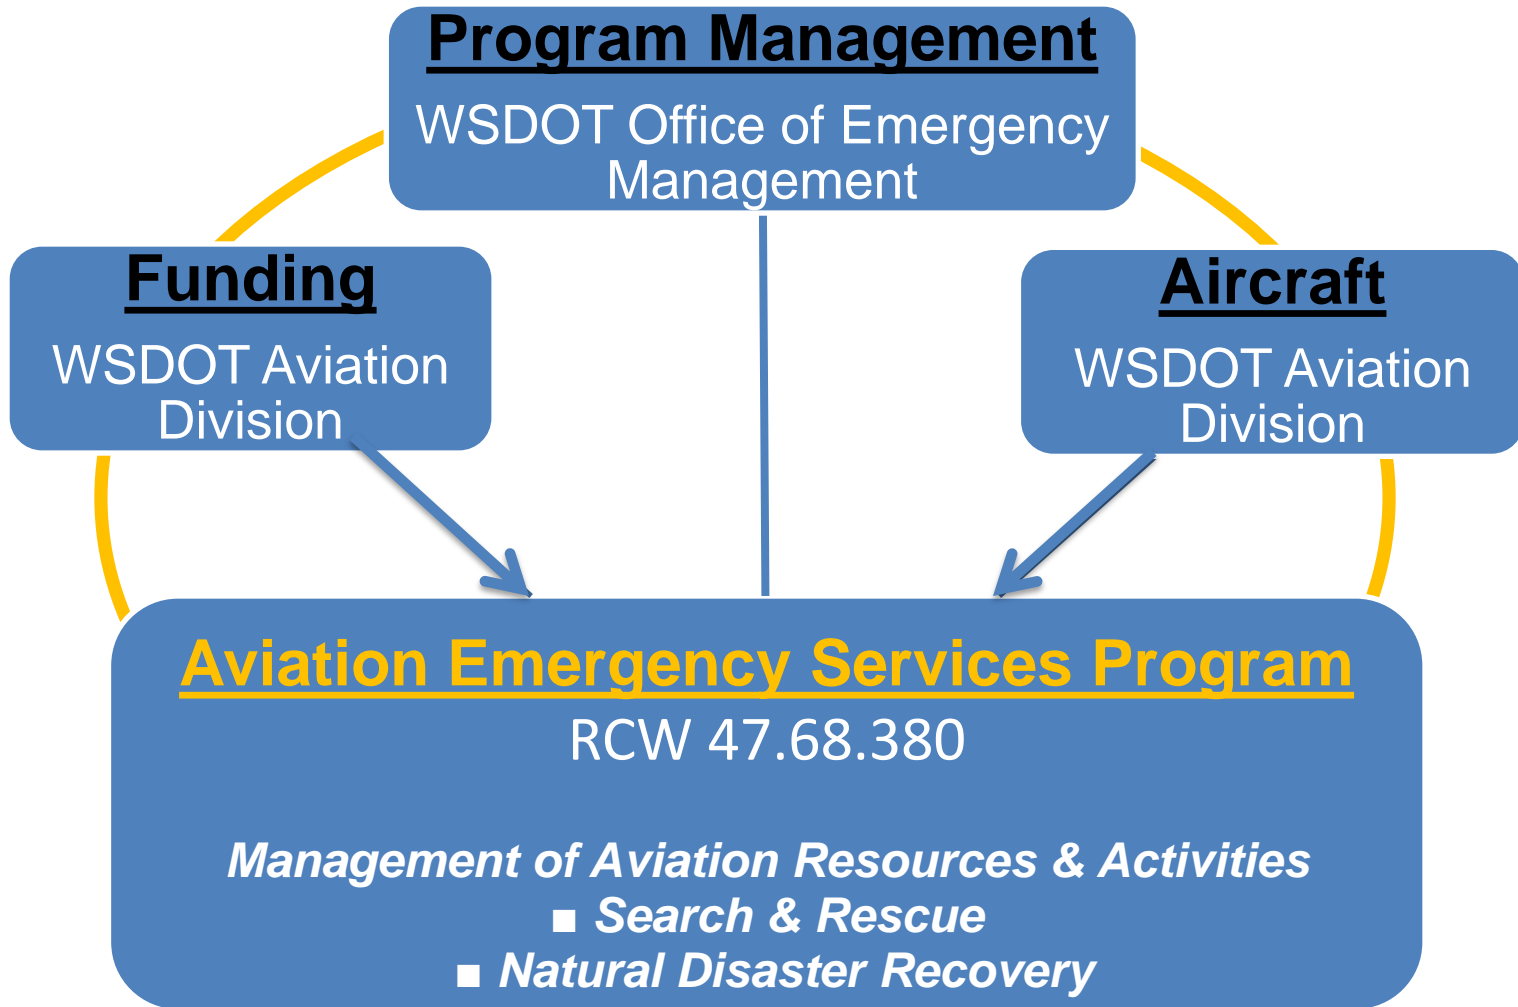 Program Management
WSDOT Office of Emergency
Management
Funding
WSDOT Aviation
Division
Aircraft
WSDOT Aviation
Division
Aviation Emergency Services Program
RCW 47.68.380
Management of Aviation Resources & Activities
■ Search & Rescue
■ Natural Disaster Recovery